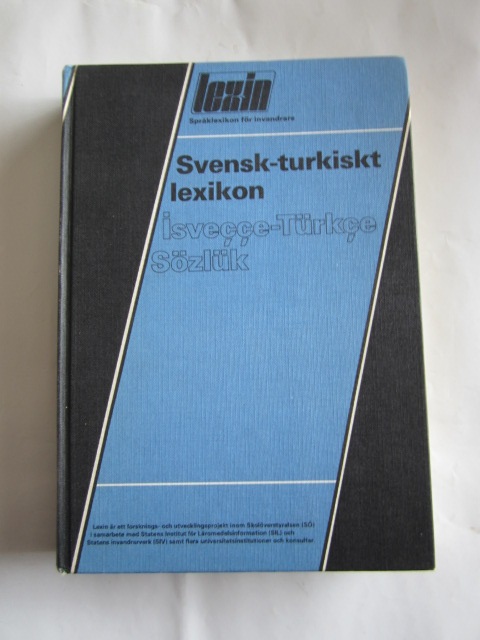 lexin
Språklexikon för invandrare
Svensk-turkiskt
lexikon
İsveççe-Türkçe
Sözlük
Lexin är ett forsknings- och utvecklingsprojekt inom Skolöverstyrelsen (SÖ)
i samarbete med Statens Institut för Läromedelsinformation (SIL) och
Statens invandrarverk (SIV) samt flera universitetsinstitutioner och konsulter.